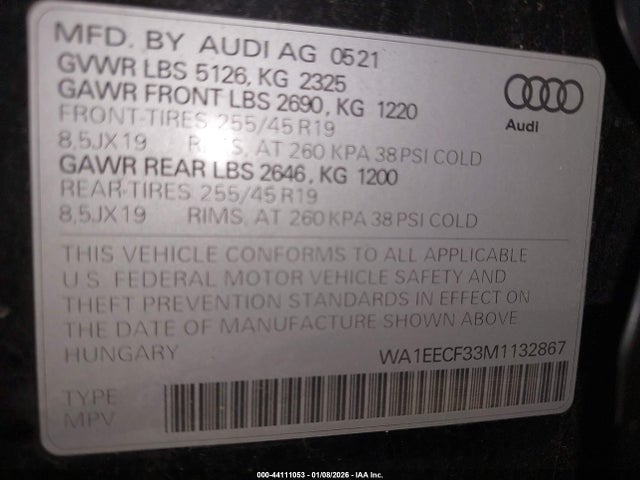 MFD. BY AUDI AG 0521
GVWR LBS 5126, KG 2325
GAWR FRONT LBS 2690, KG 1220
FRONT-TIRES 255/45 R19
8,5JX19 RIMS, AT 260 KPA 38 PSI COLD
GAWR REAR LBS 2646, KG 1200
REAR-TIRES 255/45 R19
8,5JX19 RIMS, AT 260 KPA 38 PSI COLD
Audi
THIS VEHICLE CONFORMS TO ALL APPLICABLE
U.S. FEDERAL MOTOR VEHICLE SAFETY AND
THEFT PREVENTION STANDARDS IN EFFECT ON
THE DATE OF MANUFACTURE SHOWN ABOVE
HUNGARY WA1EECF33M1132867
TYPE
MPV
000-44111053 - 01/08/2026 - IAA Inc.